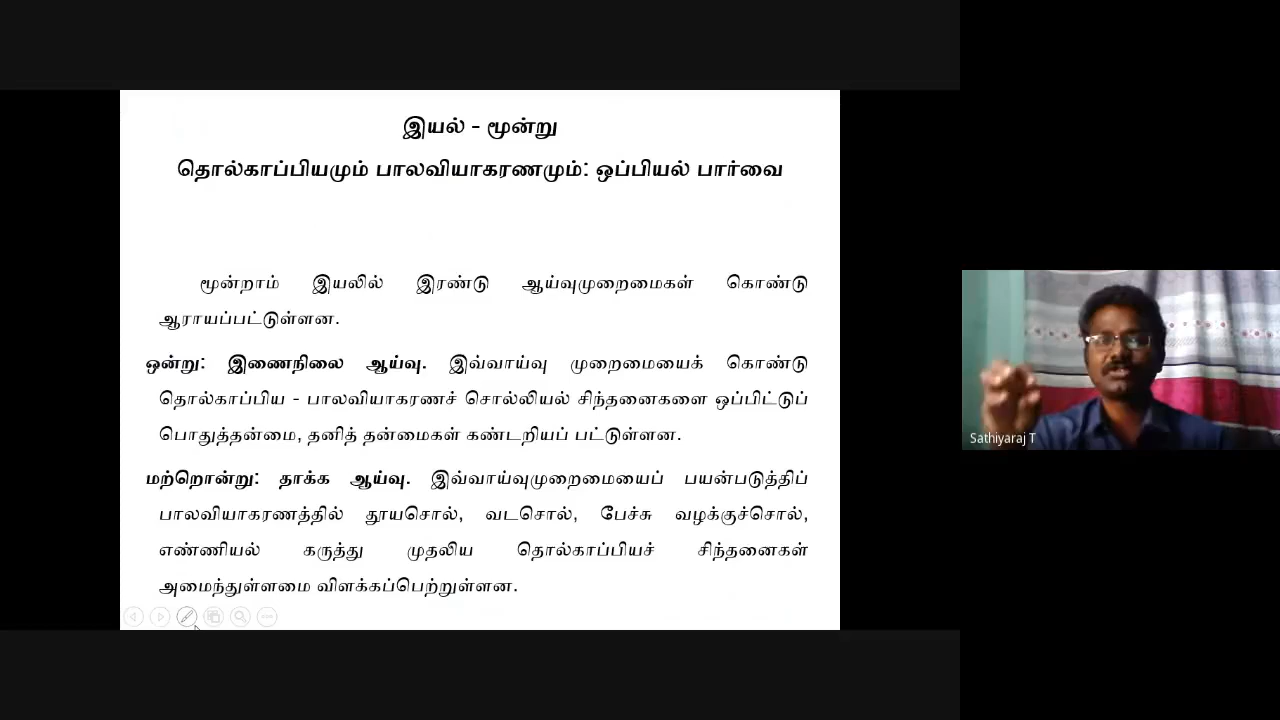 இயல் - மூன்று
தொல்காப்பியமும் பாலவியாகரணமும்: ஒப்பியல் பார்வை
மூன்றாம் இயலில் இரண்டு ஆய்வுமுறைமைகள் கொண்டு
ஆராயப்பட்டுள்ளன.
ஒன்று: இணைநிலை ஆய்வு. இவ்வாய்வு முறைமையைக் கொண்டு
தொல்காப்பிய - பாலவியாகரணச் சொல்லியல் சிந்தனைகளை ஒப்பிட்டுப்
பொதுத்தன்மை, தனித் தன்மைகள் கண்டறியப் பட்டுள்ளன.
மற்றொன்று: தாக்க ஆய்வு. இவ்வாய்வுமுறைமையைப் பயன்படுத்திப்
பாலவியாகரணத்தில் தூயசொல், வடசொல், பேச்சு வழக்குச்சொல்,
எண்ணியல் கருத்து முதலிய தொல்காப்பியச் சிந்தனைகள்
அமைந்துள்ளமை விளக்கப்பெற்றுள்ளன.
Sathiyaraj T